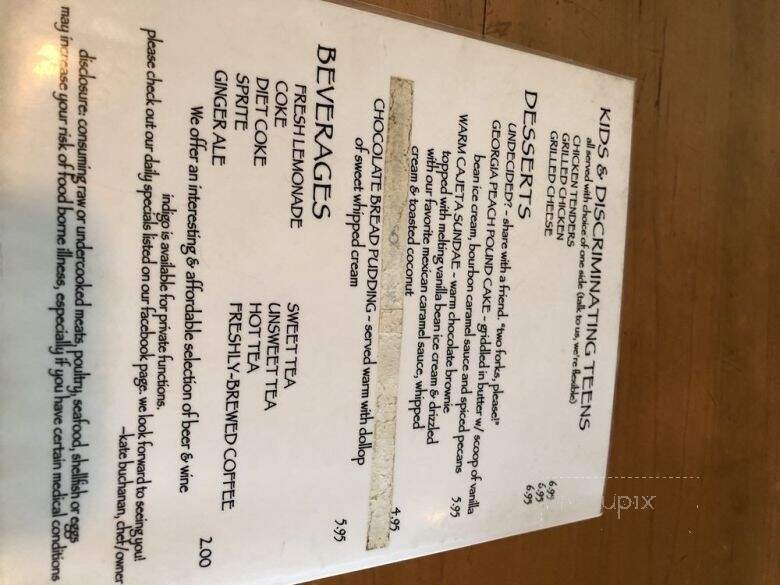 KIDS & DISCRIMINATING TEENS
all served with choice of one side (talk to us, we're flexible)
CHICKEN TENDERS 6.95
GRILLED CHICKEN 6.95
GRILLED CHEESE 6.95
DESSERTS
UNDECIDED? - share with a friend. "two forks, please!"
GEORGIA PEACH POUND CAKE - griddled in butter w/ scoop of vanilla
bean ice cream, bourbon caramel sauce and spiced pecans 5.95
WARM CAJETA SUNDAE - warm chocolate brownie
topped with melting vanilla bean ice cream & drizzled
with our favorite mexican caramel sauce, whipped
cream & toasted coconut 4.95
CHOCOLATE BREAD PUDDING - served warm with dollop
of sweet whipped cream 5.95
BEVERAGES 2.00
FRESH LEMONADE SWEET TEA
COKE UNSWEET TEA
DIET COKE HOT TEA
SPRITE FRESHLY-BREWED COFFEE
GINGER ALE
We offer an interesting & affordable selection of beer & wine
indigo is available for private functions.
please check out our daily specials listed on our facebook page. we look forward to seeing you!
-kate buchanan, chef/owner
disclosure: consuming raw or undercooked meats, poultry, seafood, shellfish or eggs
may increase your risk of food borne illness, especially if you have certain medical conditions